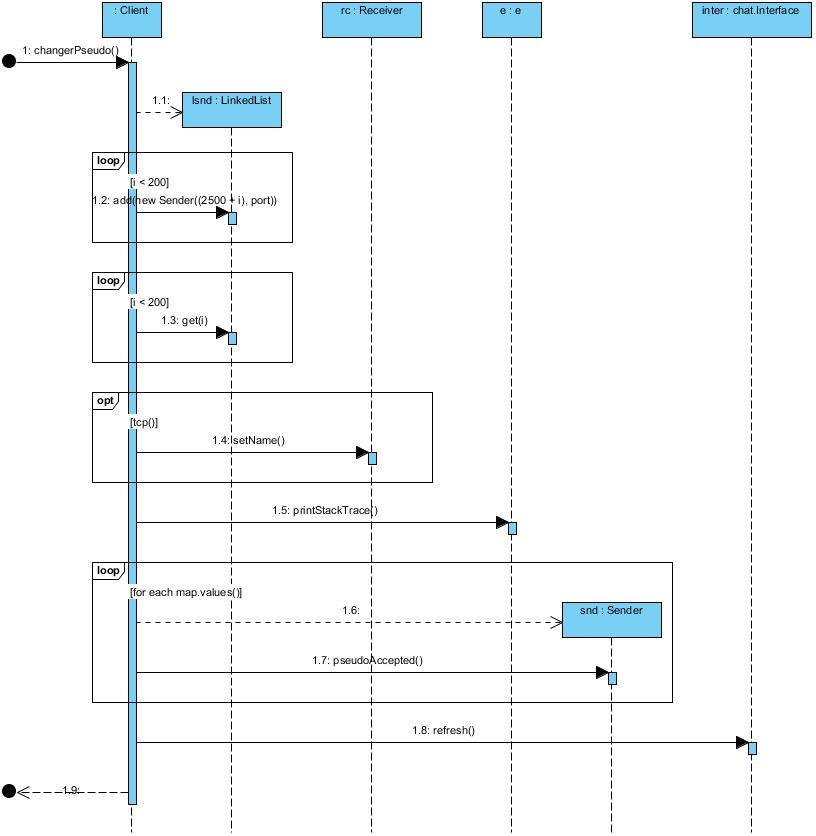 : Client
rc : Receiver
e : e
inter : chat.Interface
1: changerPseudo()
1.1:
lsnd : LinkedList
loop
[i < 200]
1.2: add(new Sender((2500 + i), port))
loop
[i < 200]
1.3: get(i)
opt
[tcp()]
1.4: setName()
1.5: printStackTrace()
loop
[for each map.values()]
1.6:
snd : Sender
1.7: pseudoAccepted()
1.8: refresh()
1.9: